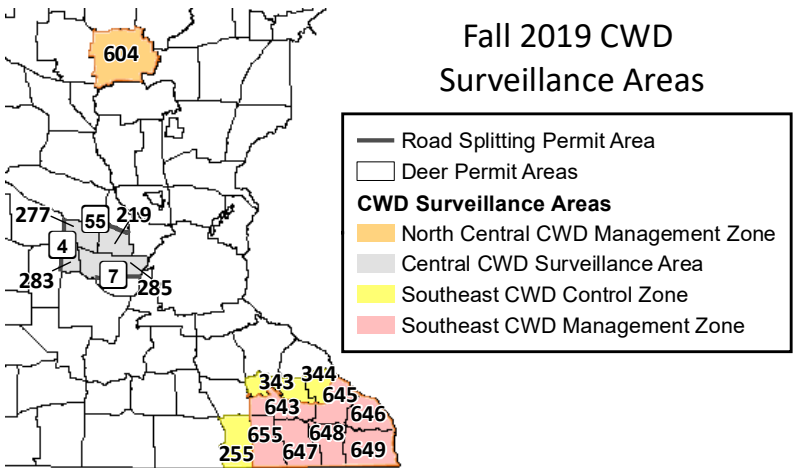 Fall 2019 CWD
Surveillance Areas
Road Splitting Permit Area
Deer Permit Areas
CWD Surveillance Areas
North Central CWD Management Zone
Central CWD Surveillance Area
Southeast CWD Control Zone
Southeast CWD Management Zone
604
277
55
219
4
283
7
285
343
344
645
643
646
655
648
255
647
649